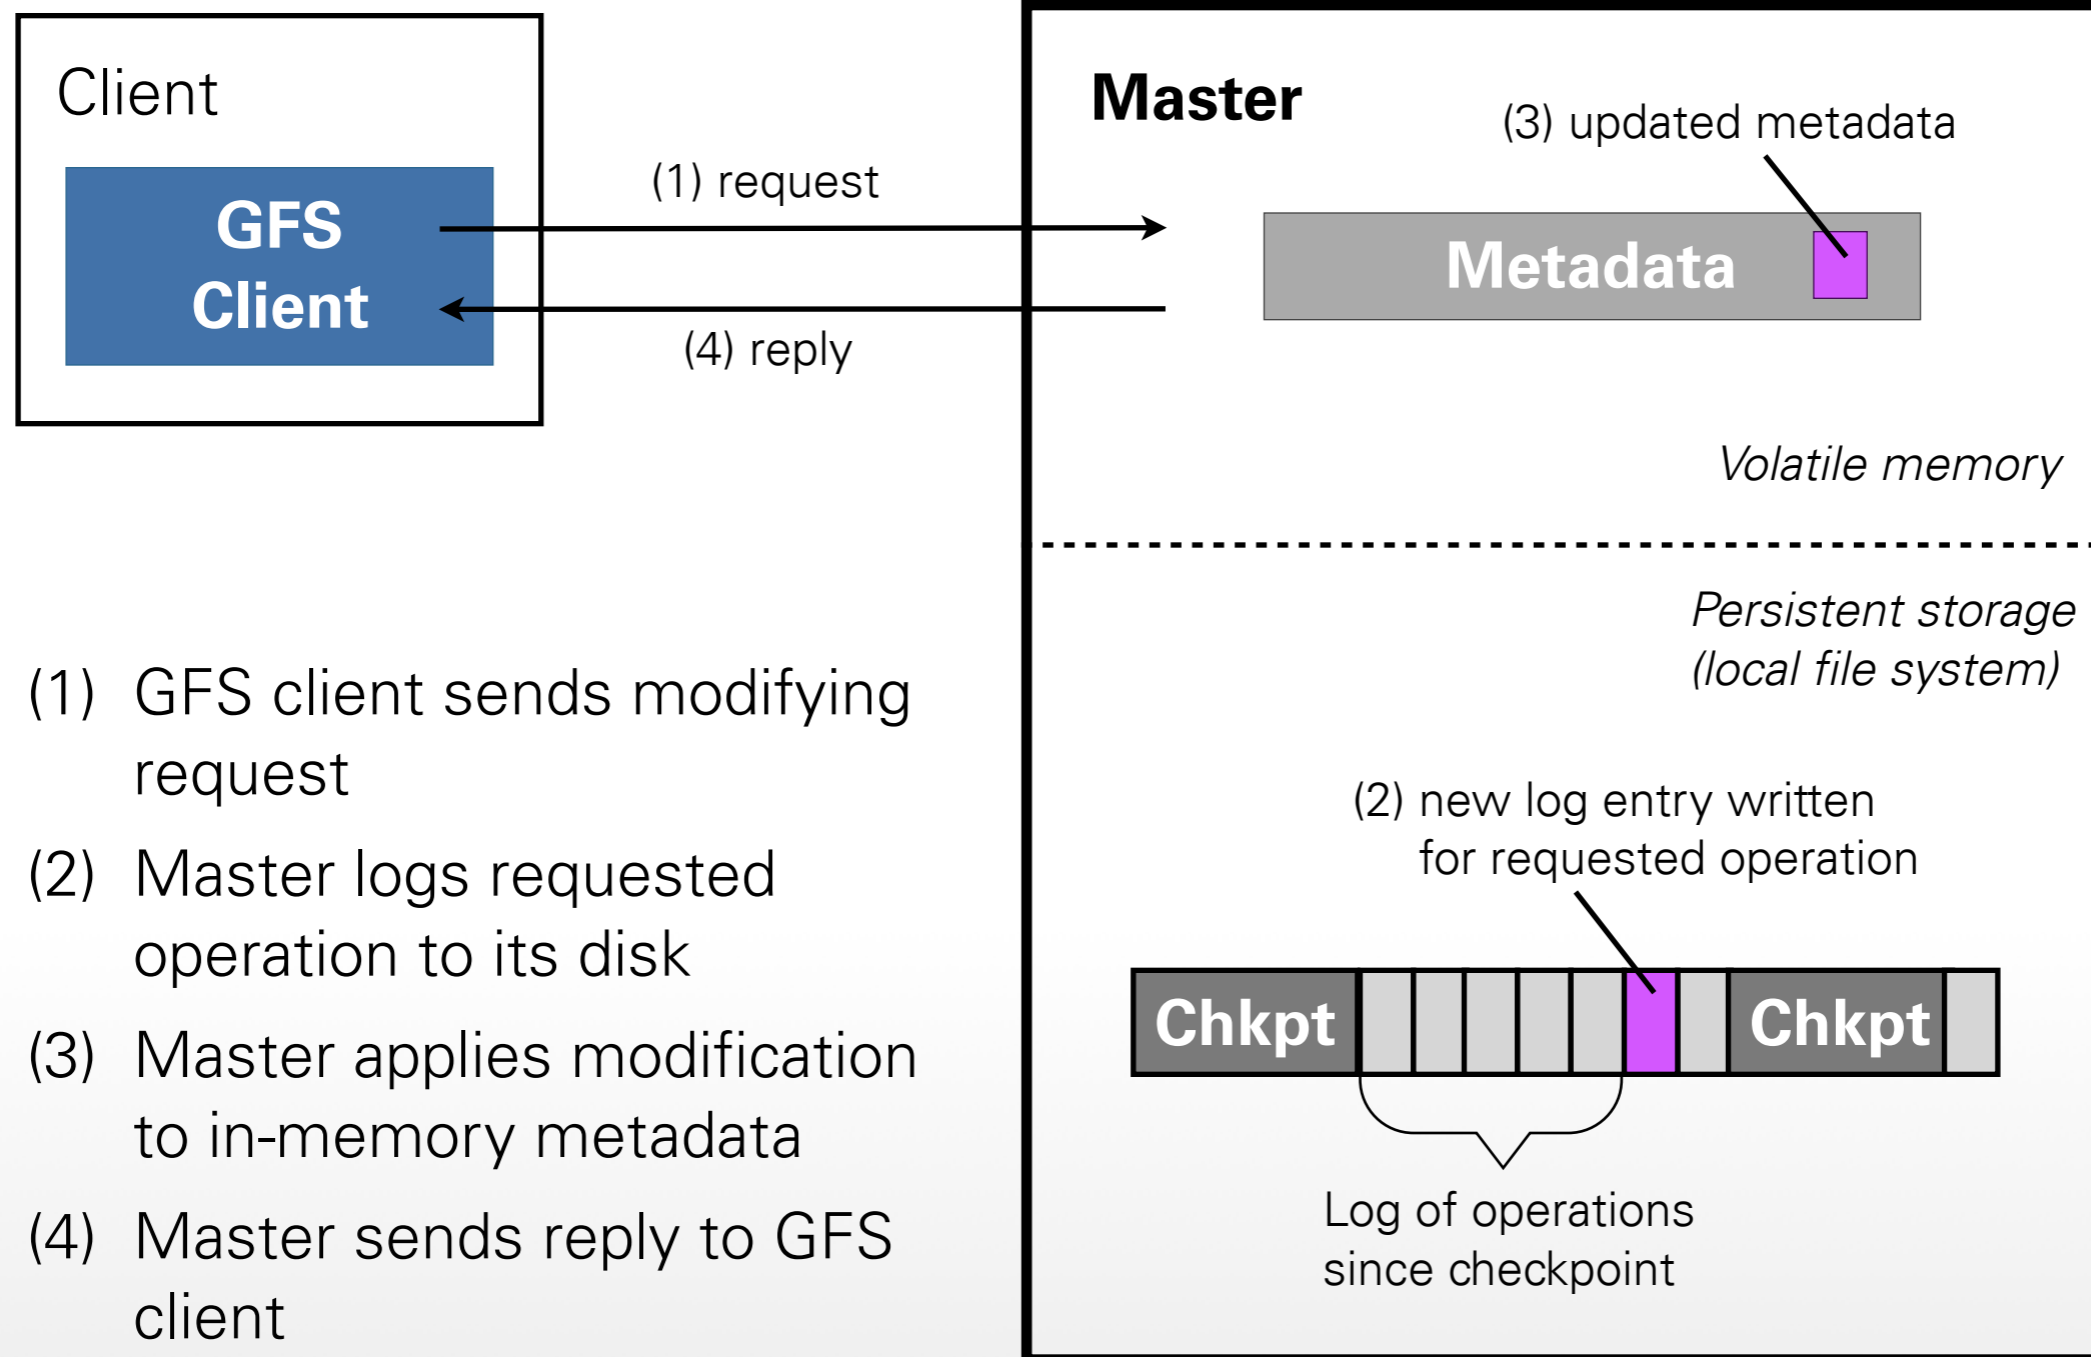 Client
GFS
Client
(1) request
(4) reply
Master
(3) updated metadata
Metadata
Volatile memory
Persistent storage
(local file system)
(2) new log entry written
for requested operation
Chkpt
Chkpt
Log of operations
since checkpoint
(1) GFS client sends modifying
request
(2) Master logs requested
operation to its disk
(3) Master applies modification
to in-memory metadata
(4) Master sends reply to GFS
client